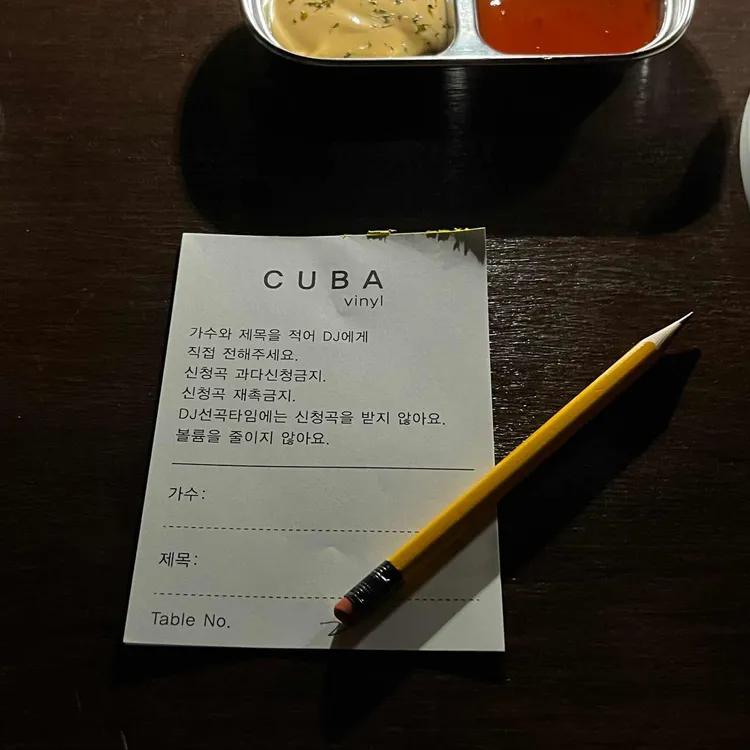 CUBA
vinyl
가수와 제목을 적어 DJ에게
직접 전해주세요.
신청곡 과다신청금지.
신청곡 재촉금지.
DJ선곡타임에는 신청곡을 받지 않아요.
볼륨을 줄이지 않아요.
가수:
제목:
Table No.